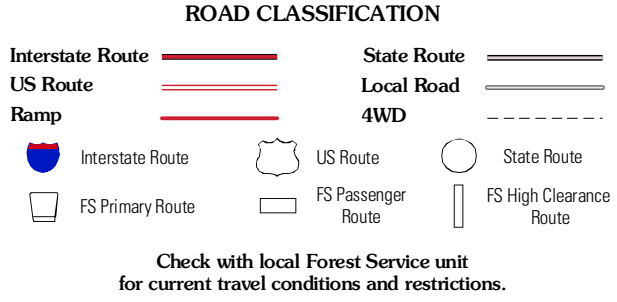 ROAD CLASSIFICATION
Interstate Route
State Route
US Route
Local Road
Ramp
4WD
Interstate Route
US Route
State Route
FS Primary Route
FS Passenger
Route
FS High Clearance
Route
Check with local Forest Service unit
for current travel conditions and restrictions.